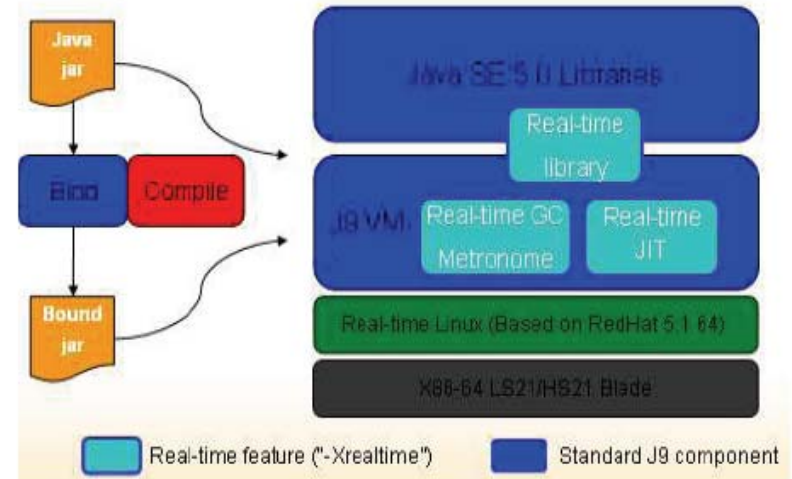 Java
jar
Java SE 5.0 Libraries
Real-time
library
Bind
Compile
J9 VM
Real-time GC
Metronome
Real-time
JIT
Bound
jar
Real-time Linux (Based on RedHat 5.1 64)
X86-64 LS21/HS21 Blade
Real-time feature ("-Xrealtime")
Standard J9 component